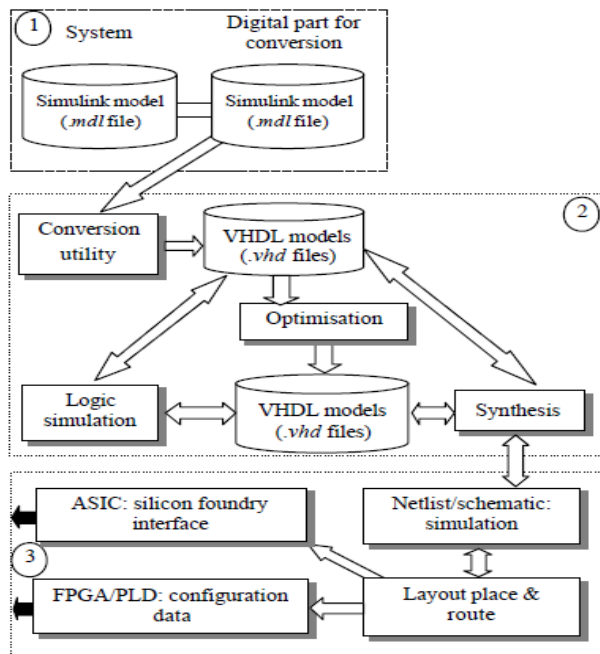 1
System
Digital part for
conversion
Simulink model
(.mdl file)
Simulink model
(.mdl file)
2
Conversion
utility
VHDL models
(.vhd files)
Optimisation
Logic
simulation
VHDL models
(.vhd files)
Synthesis
ASIC: silicon foundry
interface
Netlist/schematic:
simulation
3
FPGA/PLD: configuration
data
Layout place &
route